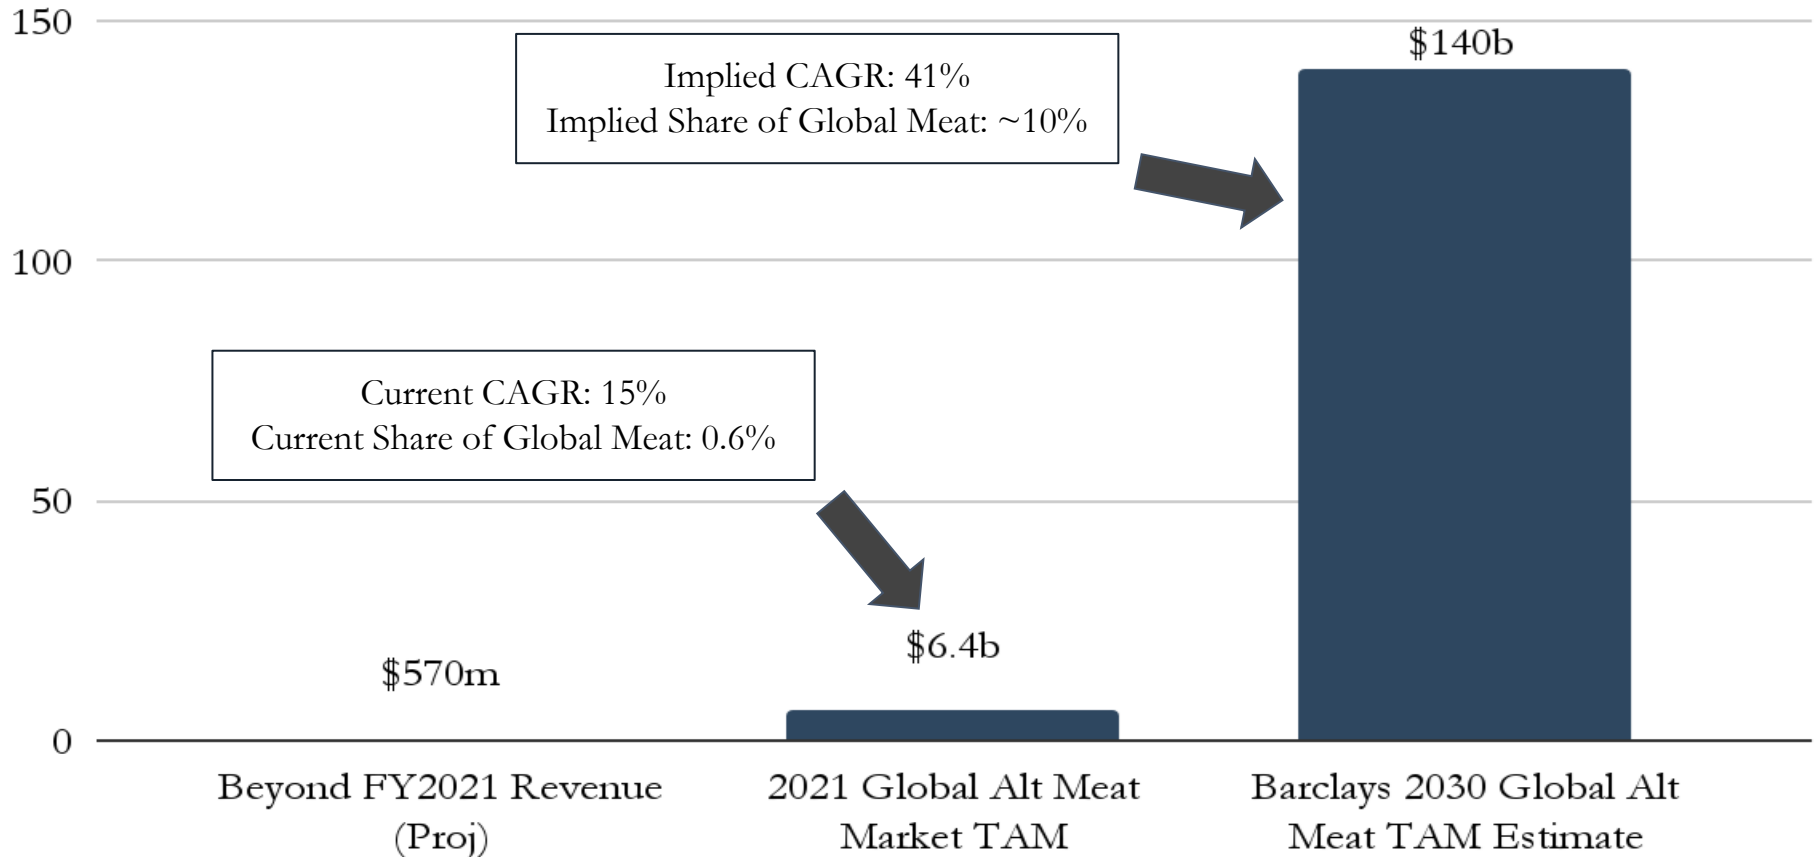 150
$140b
Implied CAGR: 41%
Implied Share of Global Meat: ~10%
100
Current CAGR: 15%
Current Share of Global Meat: 0.6%
50
$6.4b
$570m
0
Beyond FY2021 Revenue
(Proj)
2021 Global Alt Meat
Market TAM
Barclays 2030 Global Alt
Meat TAM Estimate